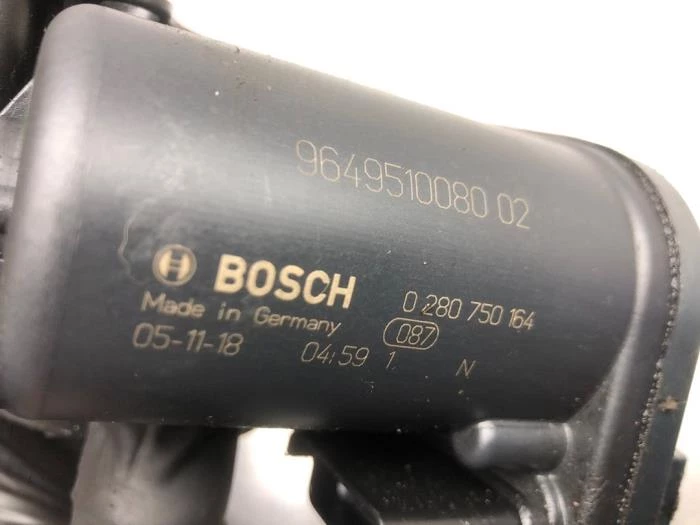 9649510080 02
BOSCH 0 280 750 164
Made in Germany 087
05-11-18 04:59 1 N